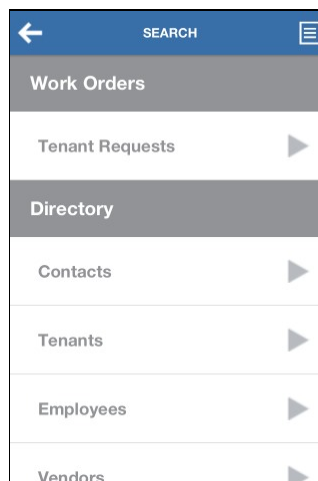 SEARCH
Work Orders
Tenant Requests
Directory
Contacts
Tenants
Employees
Vendors